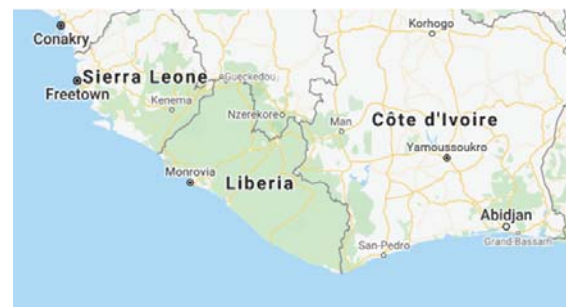 Korhogo
Conakry
Sierra Leone
Gueckedou
Freetown
Kenema
Nzerekore
Man
Côte d'Ivoire
Yamoussoukro
Monrovia
Liberia
Abidjan
San-Pedro
Grand-Bassam